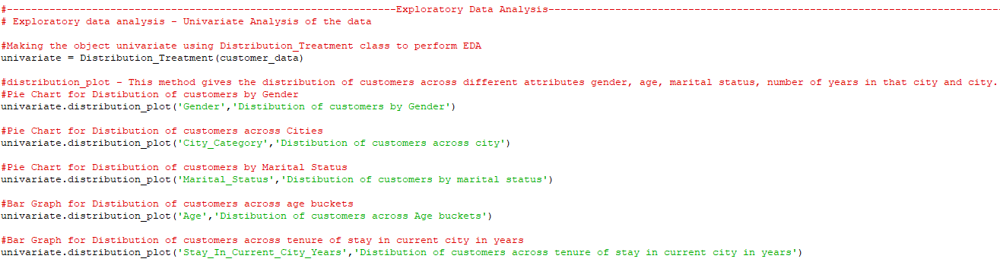 #----------------------------------------------------------------Exploratory Data Analysis--------------------------------------------------------------------------
# Exploratory data analysis - Univariate Analysis of the data
#Making the object univariate using Distribution_Treatment class to perform EDA
univariate = Distribution_Treatment(customer_data)
#distribution_plot - This method gives the distribution of customers across different attributes gender, age, marital status, number of years in that city and city.
#Pie Chart for Distibution of customers by Gender
univariate.distribution_plot('Gender','Distibution of customers by Gender')
#Pie Chart for Distibution of customers across Cities
univariate.distribution_plot('City_Category','Distibution of customers across city')
#Pie Chart for Distibution of customers by Marital Status
univariate.distribution_plot('Marital_Status','Distibution of customers by marital status')
#Bar Graph for Distibution of customers across age buckets
univariate.distribution_plot('Age','Distibution of customers across Age buckets')
#Bar Graph for Distibution of customers across tenure of stay in current city in years
univariate.distribution_plot('Stay_In_Current_City_Years','Distibution of customers across tenure of stay in current city in years')